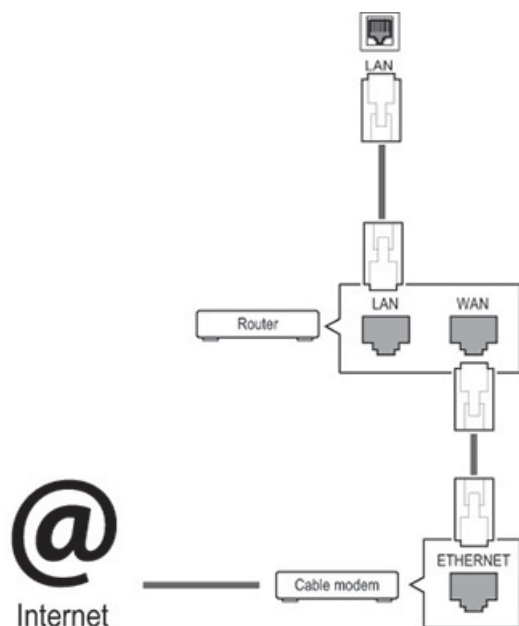 LAN
LAN WAN
Router
ETHERNET
Cable modem
@
Internet